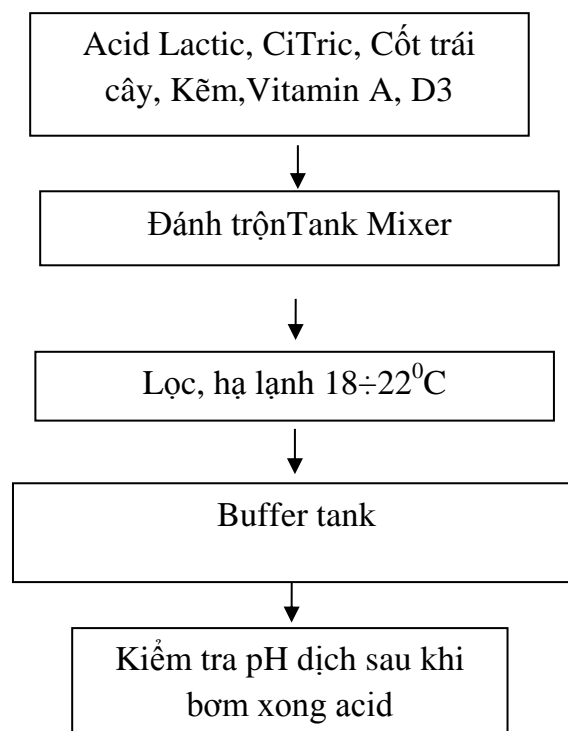 Acid Lactic, CiTric, Cốt trái
cây, Kẽm,Vitamin A, D3
Đánh trộnTank Mixer
Lọc, hạ lạnh 18÷22⁰C
Buffer tank
Kiểm tra pH dịch sau khi
bơm xong acid